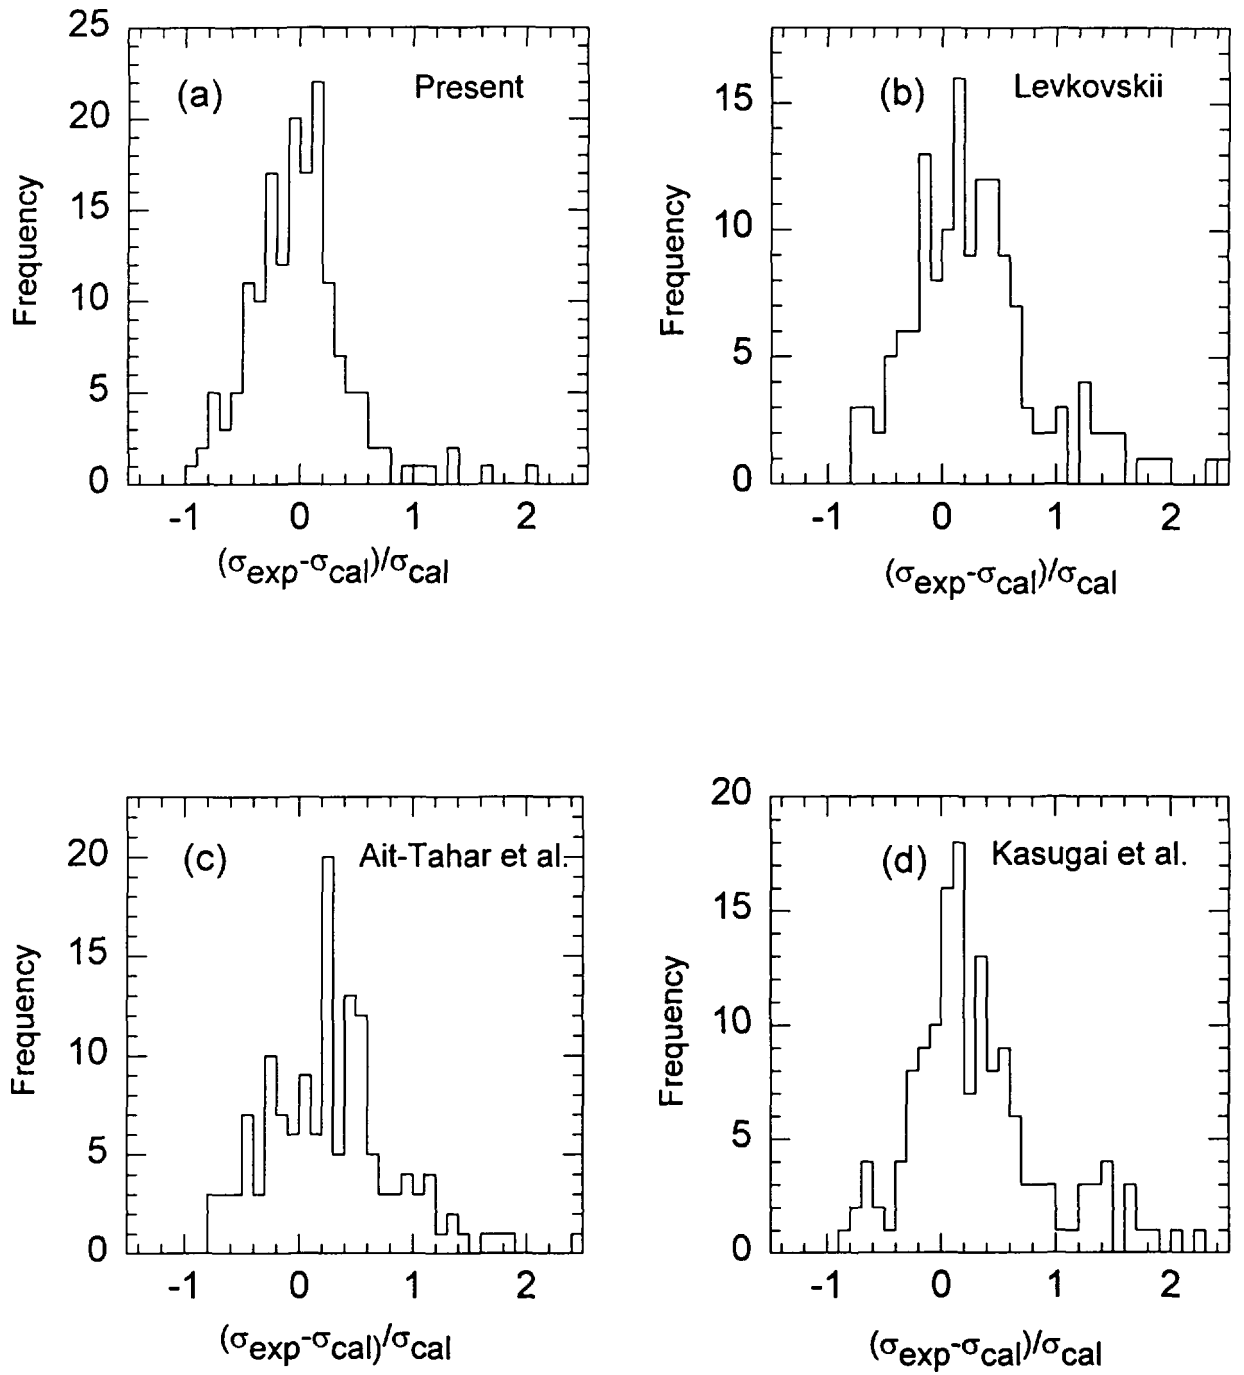 25
20
15
10
5
0
Frequency
(a)
Present
-1 0 1 2
(σexp-σcal)/σcal
15
10
5
0
Frequency
(b)
Levkovskii
-1 0 1 2
(σexp-σcal)/σcal
20
15
10
5
0
Frequency
(c)
Ait-Tahar et al.
-1 0 1 2
(σexp-σcal)/σcal
20
15
10
5
0
Frequency
(d)
Kasugai et al.
-1 0 1 2
(σexp-σcal)/σcal